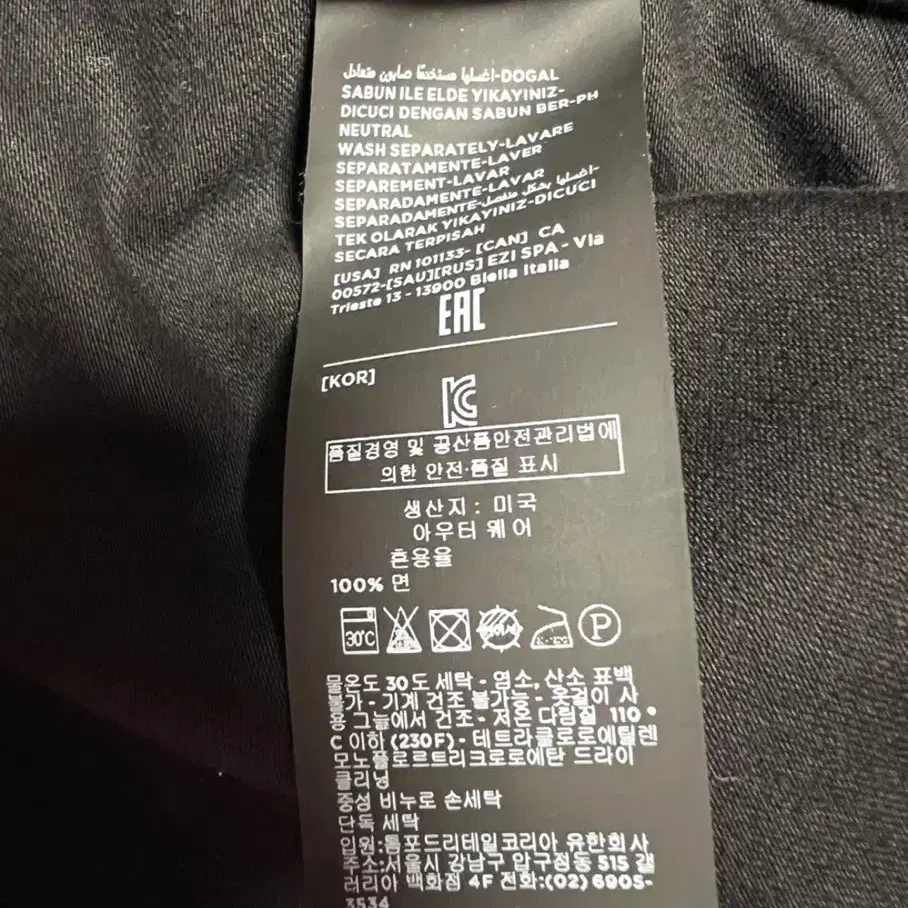 اغسلها مستخدمًا صابون متعادل-DOGAL
SABUN ILE ELDE YIKAYINIZ-
DICUCI DENGAN SABUN BER-PH
NEUTRAL
WASH SEPARATELY-LAVARE
SEPARATAMENTE-LAVER
SEPAREMENT-LAVAR
SEPARADAMENTE-LAVAR
SEPARADAMENTE-اغسلها بشكل منفصل-
TEK OLARAK YIKAYINIZ-DICUCI
SECARA TERPISAH
[USA] RN 101133- [CAN] CA
00572-[SAU][RUS] EZI SPA - Via
Trieste 13 - 13900 Biella Italia
EAC
[KOR]
KC
품질경영 및 공산품안전관리법에
의한 안전·품질 표시
생산지 : 미국
아우터 웨어
혼용율
100% 면
30°C
P
물온도 30도 세탁 - 염소, 산소 표백
불가 - 기계 건조 불가능 - 옷걸이 사
용 그늘에서 건조 - 저온 다림질 110°
C 이하 (230F) - 테트라클로로에틸렌
모노플로르트리크로로에탄 드라이
클리닝
중성 비누로 손세탁
단독 세탁
입원:톰포드리테일코리아 유한회사
주소:서울시 강남구 압구정동 515 갤
러리아 백화점 4F 전화:(02) 6905-
3534